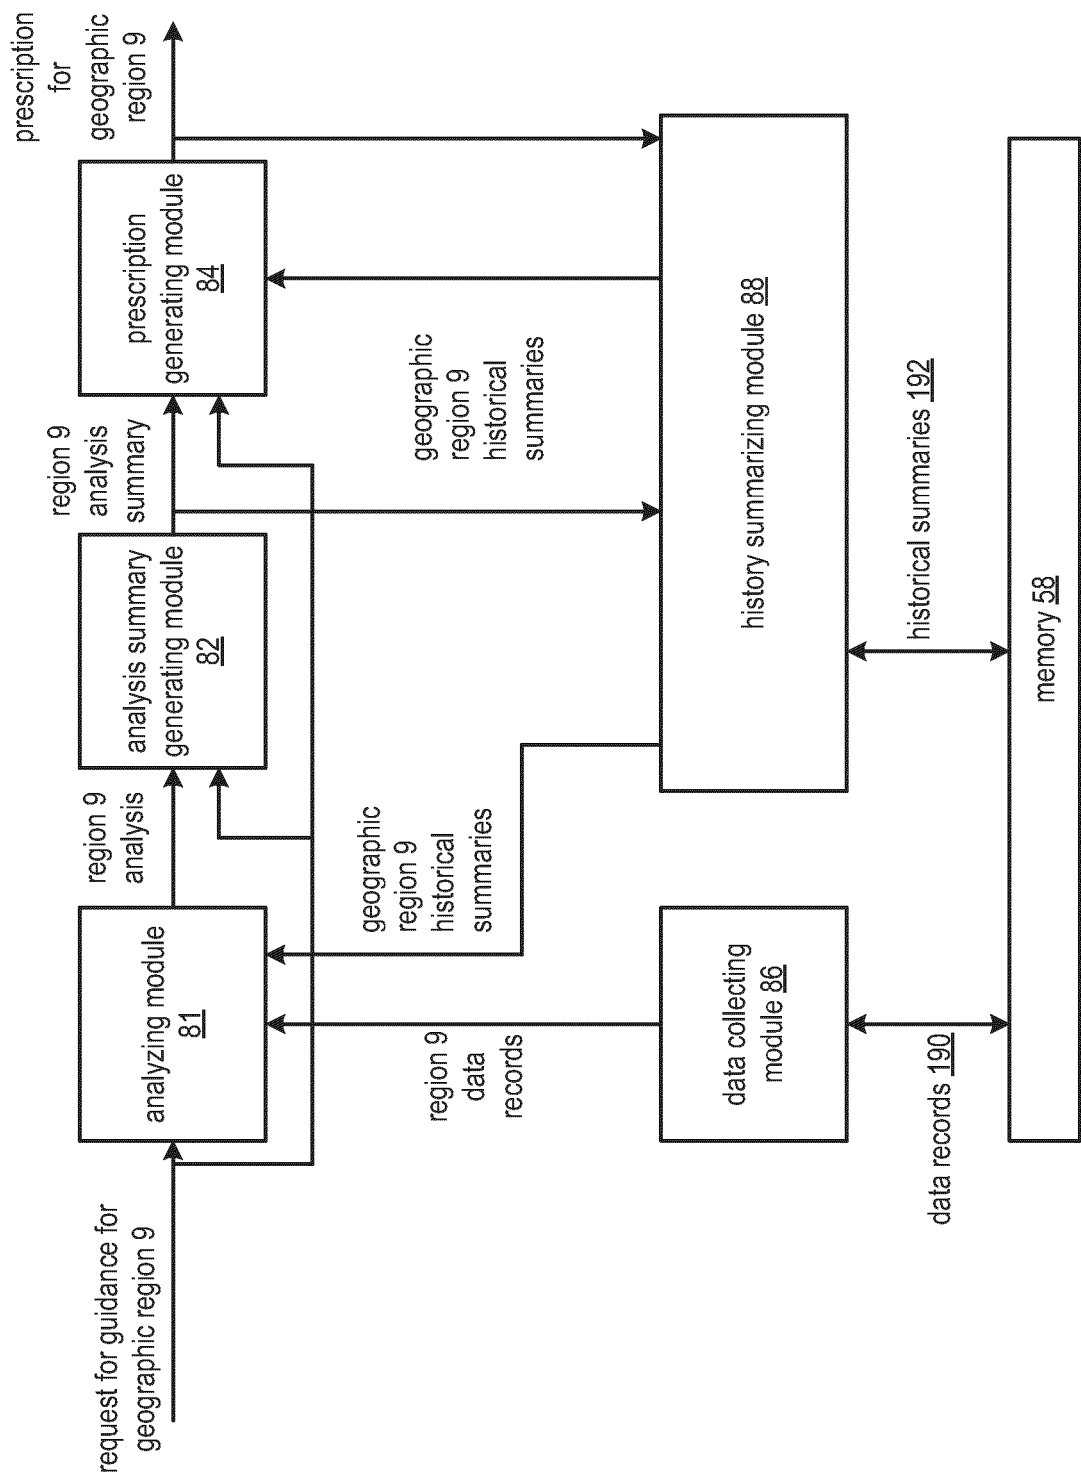 request for guidance for
geographic region 9
analyzing module
81
region 9
analysis
analysis summary
generating module
82
region 9
analysis
summary
prescription
generating module
84
prescription
for
geographic
region 9
geographic
region 9
historical
summaries
geographic
region 9
historical
summaries
region 9
data
records
data collecting
module 86
history summarizing module 88
data records 190
historical summaries 192
memory 58